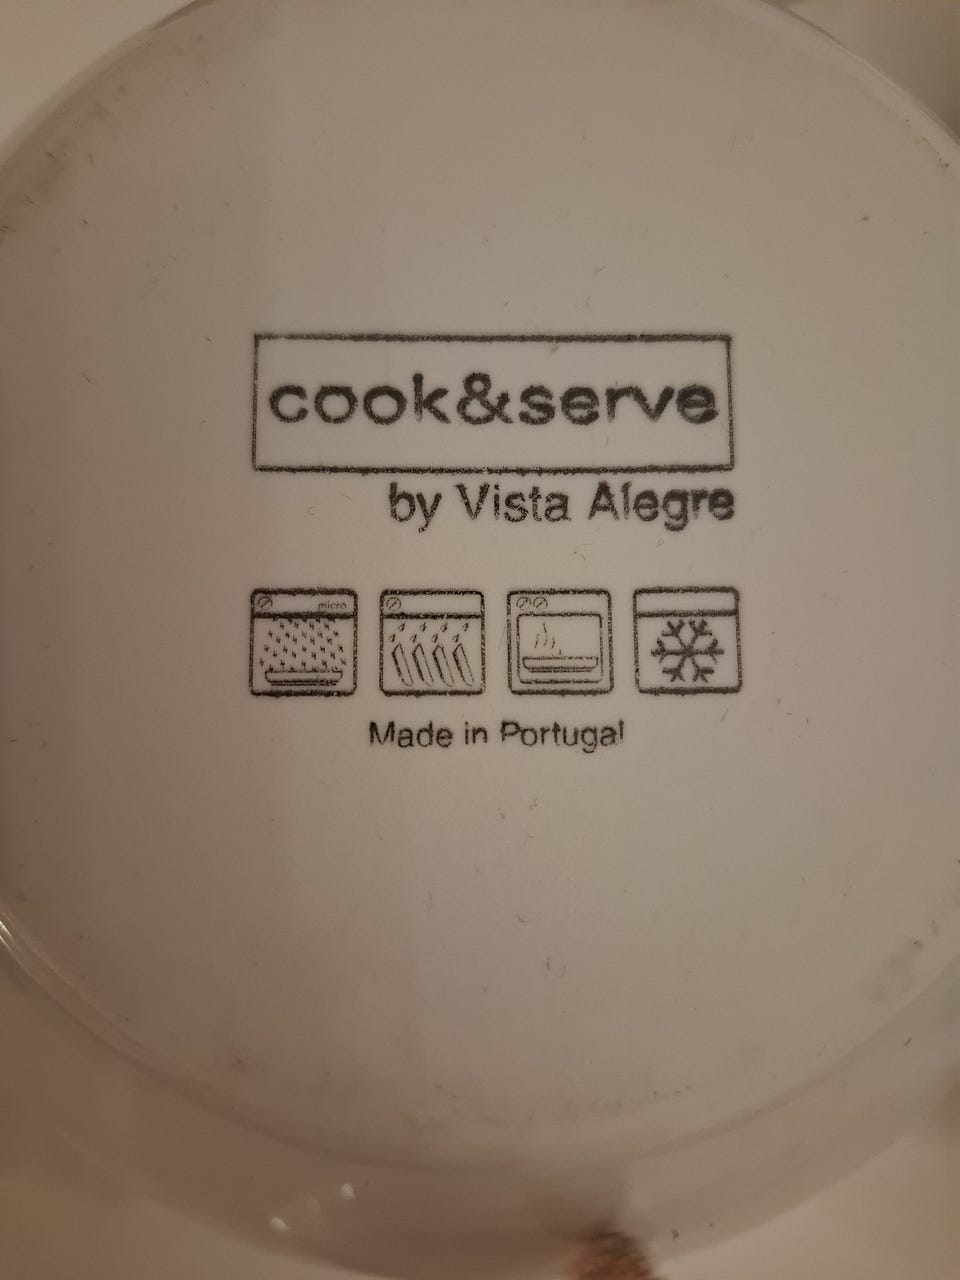 cook&serve
by Vista Alegre
micro
Made in Portugal